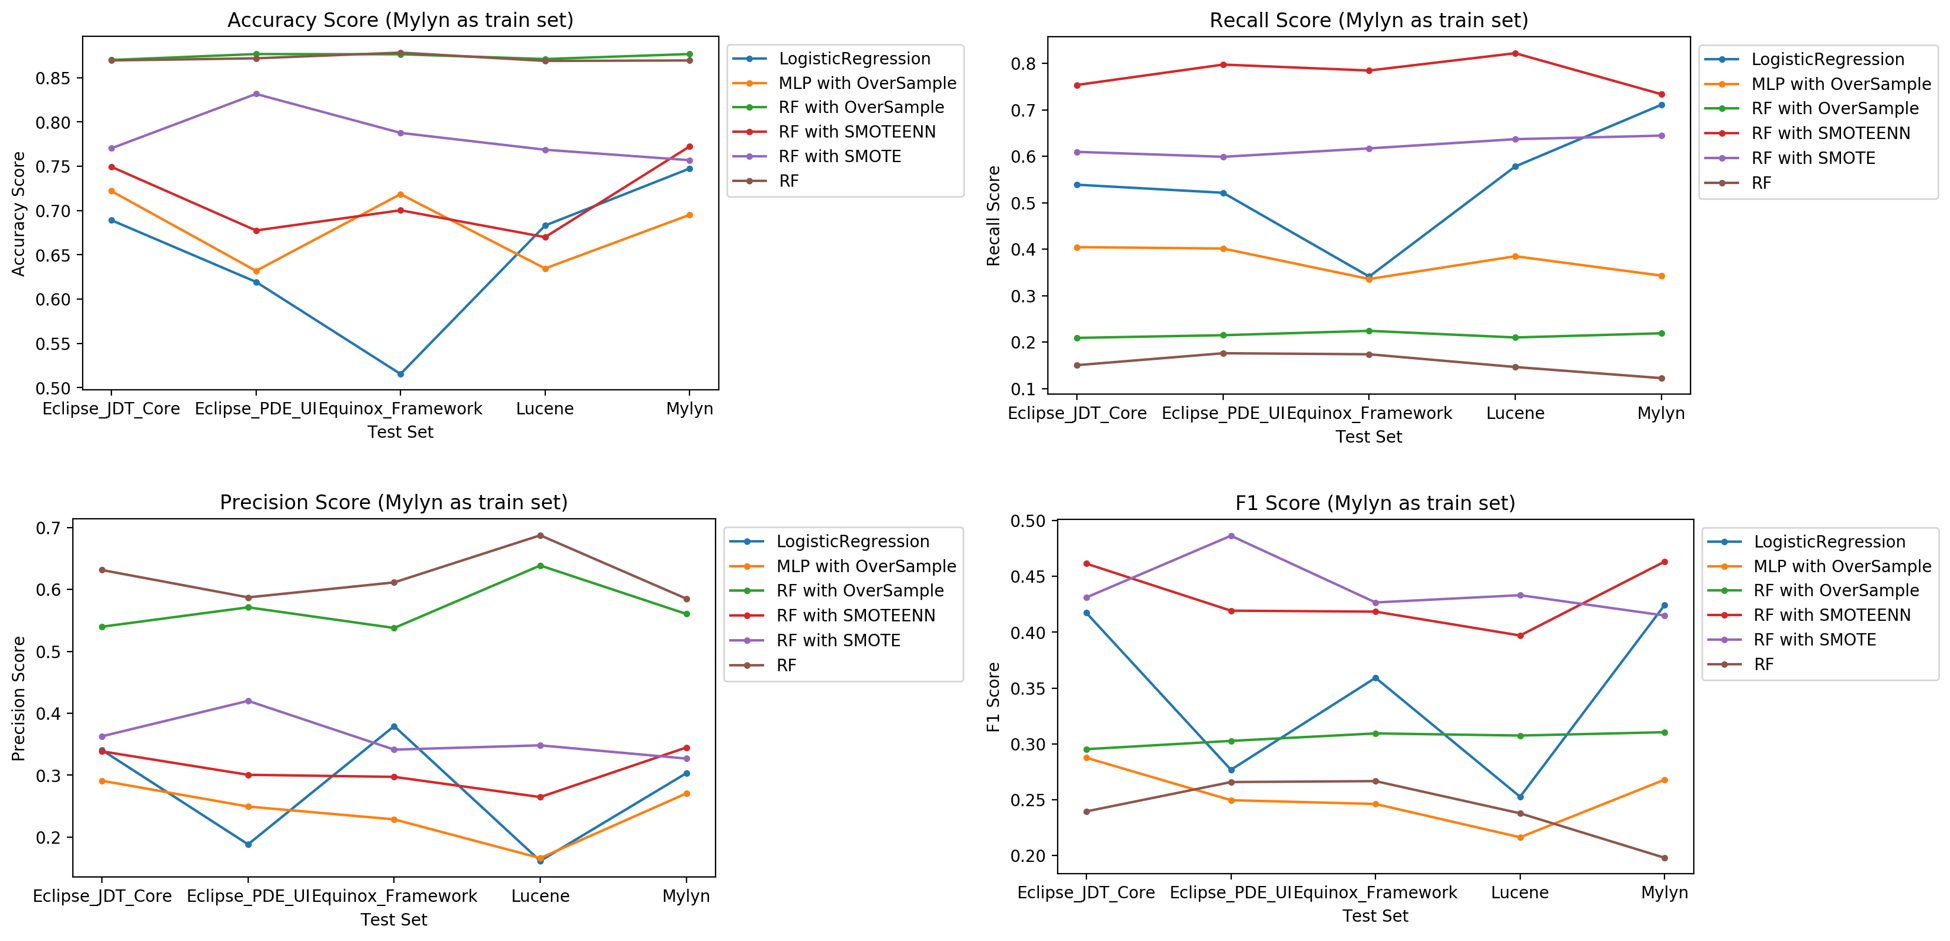 Accuracy Score (Mylyn as train set)
Accuracy Score
0.85
0.80
0.75
0.70
0.65
0.60
0.55
0.50
Eclipse_JDT_Core Eclipse_PDE_UI Equinox_Framework Lucene Mylyn
Test Set
LogisticRegression
MLP with OverSample
RF with OverSample
RF with SMOTEENN
RF with SMOTE
RF
Recall Score (Mylyn as train set)
Recall Score
0.8
0.7
0.6
0.5
0.4
0.3
0.2
0.1
Eclipse_JDT_Core Eclipse_PDE_UI Equinox_Framework Lucene Mylyn
Test Set
LogisticRegression
MLP with OverSample
RF with OverSample
RF with SMOTEENN
RF with SMOTE
RF
Precision Score (Mylyn as train set)
Precision Score
0.7
0.6
0.5
0.4
0.3
0.2
Eclipse_JDT_Core Eclipse_PDE_UI Equinox_Framework Lucene Mylyn
Test Set
LogisticRegression
MLP with OverSample
RF with OverSample
RF with SMOTEENN
RF with SMOTE
RF
F1 Score (Mylyn as train set)
F1 Score
0.50
0.45
0.40
0.35
0.30
0.25
0.20
Eclipse_JDT_Core Eclipse_PDE_UI Equinox_Framework Lucene Mylyn
Test Set
LogisticRegression
MLP with OverSample
RF with OverSample
RF with SMOTEENN
RF with SMOTE
RF